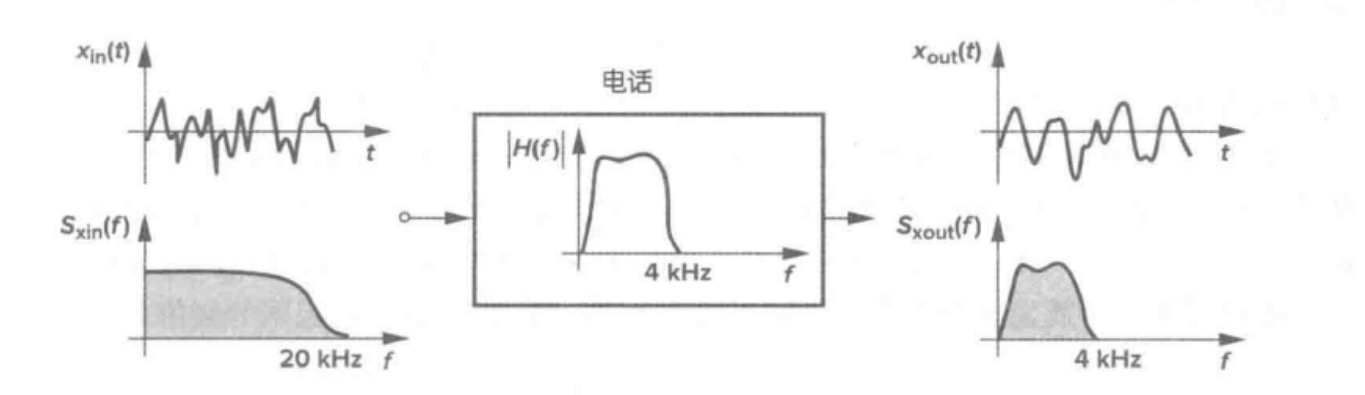 x_in(t)
t
S_xin(f)
20 kHz f
电话
|H(f)|
4 kHz f
x_out(t)
t
S_xout(f)
4 kHz f